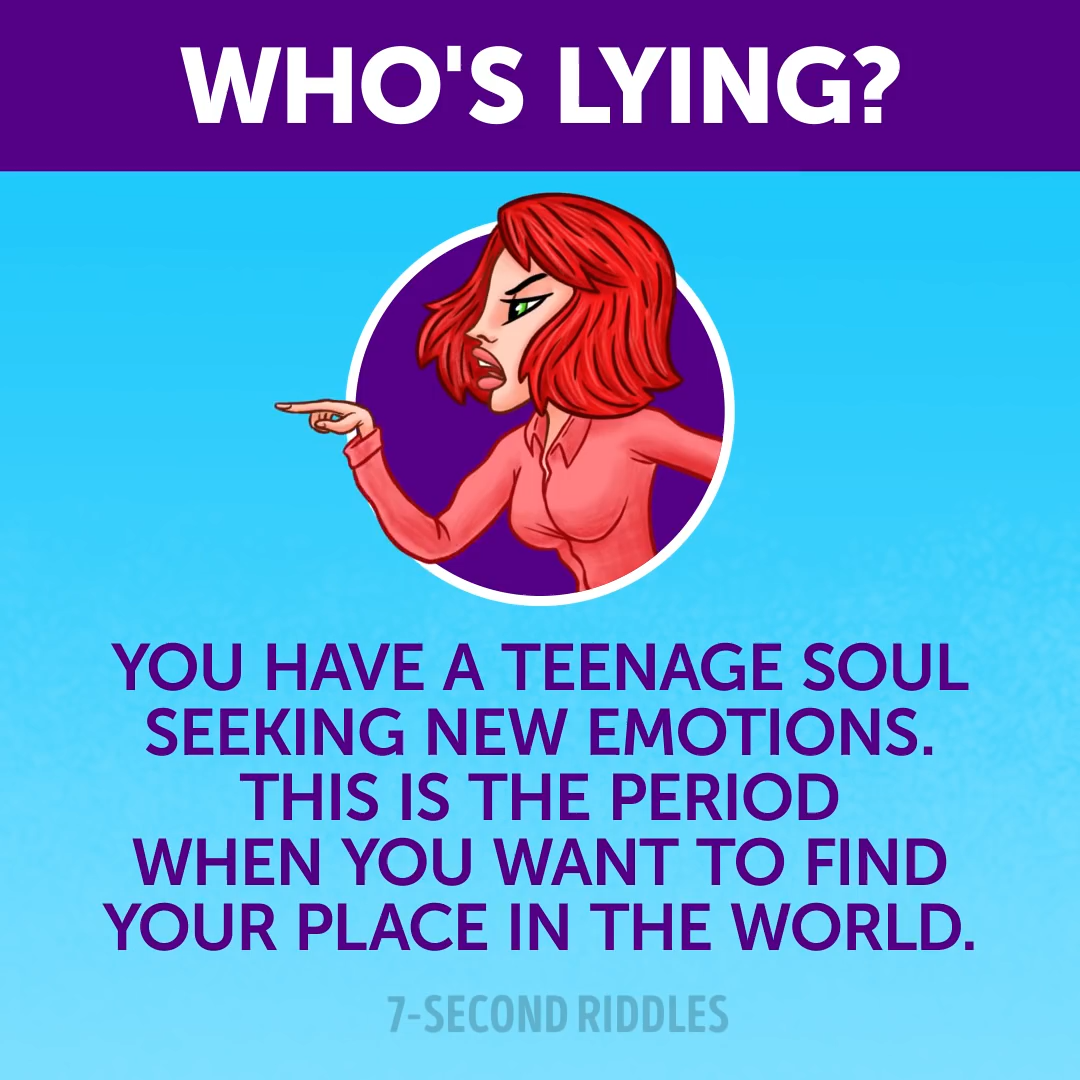 WHO'S LYING?
YOU HAVE A TEENAGE SOUL
SEEKING NEW EMOTIONS.
THIS IS THE PERIOD
WHEN YOU WANT TO FIND
YOUR PLACE IN THE WORLD.
7-SECOND RIDDLES